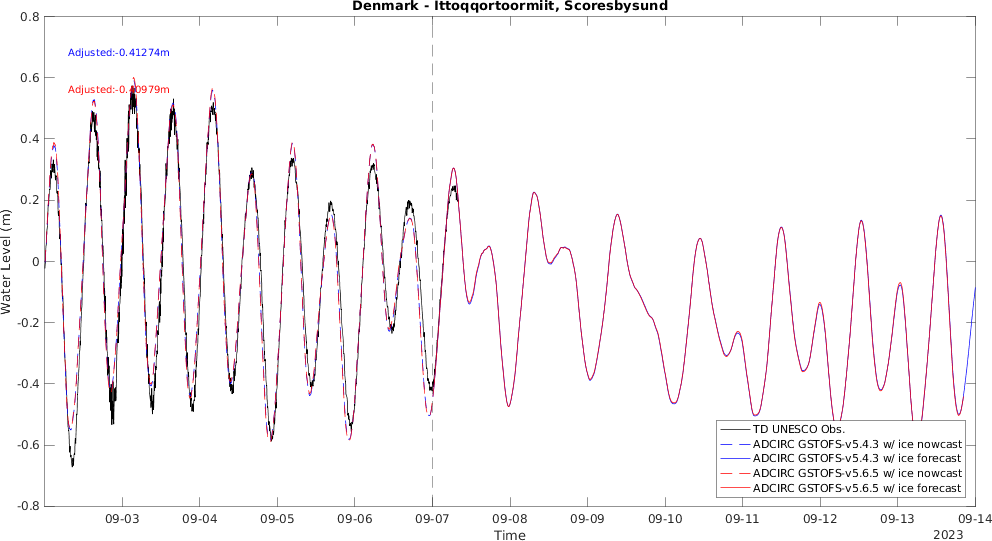 Denmark - Ittoqqortoormiit, Scoresbysund
Adjusted:-0.41274m
Adjusted:-0.40979m
0.8
0.6
0.4
0.2
0
-0.2
-0.4
-0.6
-0.8
Water Level (m)
TD UNESCO Obs.
ADCIRC GSTOFS-v5.4.3 w/ ice nowcast
ADCIRC GSTOFS-v5.4.3 w/ ice forecast
ADCIRC GSTOFS-v5.6.5 w/ ice nowcast
ADCIRC GSTOFS-v5.6.5 w/ ice forecast
09-03 09-04 09-05 09-06 09-07 09-08 09-09 09-10 09-11 09-12 09-13 09-14
Time
2023